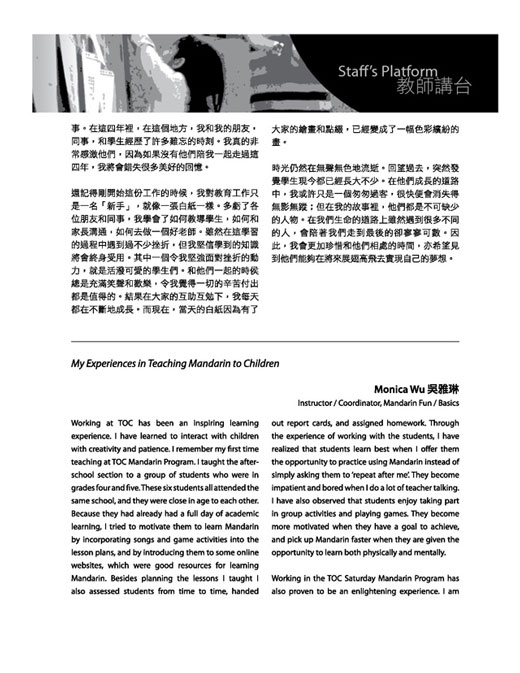 Staff's Platform
教師講台
事。在這四年裡，在這個地方，我和我的朋友，
同事，和學生經歷了許多難忘的時刻。我真的非
常感激他們，因為如果沒有他們陪我一起走過這
四年，我將會錯失很多美好的回憶。
還記得剛開始這份工作的時候，我對教育工作只
是一名「新手」，就像一張白紙一樣。多虧了各
位朋友和同事，我學會了如何教導學生，如何和
家長溝通，如何去做一個好老師。雖然在這學習
的過程中遇到過不少挫折，但我堅信學到的知識
將會終身受用。其中一個令我堅強面對挫折的動
力，就是活潑可愛的學生們。和他們一起的時侯
總是充滿笑聲和歡樂，令我覺得一切的辛苦付出
都是值得的。結果在大家的互助互勉下，我每天
都在不斷地成長。而現在，當天的白紙因為有了
大家的繪畫和點綴，已經變成了一幅色彩繽紛的
畫。
時光仍然在無聲無色地流逝。回望過去，突然發
覺學生現今都已經長大不少。在他們成長的道路
中，我或許只是一個匆匆過客，很快便會消失得
無影無蹤；但在我的故事裡，他們都是不可缺少
的人物。在我們生命的道路上雖然遇到很多不同
的人，會陪著我們走到最後的卻寥寥可數。因
此，我會更加珍惜和他們相處的時間，亦希望見
到他們能夠在將來展翅高飛去實現自己的夢想。
My Experiences in Teaching Mandarin to Children
Monica Wu 吳雅琳
Instructor / Coordinator, Mandarin Fun / Basics
Working at TOC has been an inspiring learning
experience. I have learned to interact with children
with creativity and patience. I remember my first time
teaching at TOC Mandarin Program. I taught the after-
school section to a group of students who were in
grades four and five. These six students all attended the
same school, and they were close in age to each other.
Because they had already had a full day of academic
learning, I tried to motivate them to learn Mandarin
by incorporating songs and game activities into the
lesson plans, and by introducing them to some online
websites, which were good resources for learning
Mandarin. Besides planning the lessons I taught I
also assessed students from time to time, handed
out report cards, and assigned homework. Through
the experience of working with the students, I have
realized that students learn best when I offer them
the opportunity to practice using Mandarin instead of
simply asking them to 'repeat after me'. They become
impatient and bored when I do a lot of teacher talking.
I have also observed that students enjoy taking part
in group activities and playing games. They become
more motivated when they have a goal to achieve,
and pick up Mandarin faster when they are given the
opportunity to learn both physically and mentally.
Working in the TOC Saturday Mandarin Program has
also proven to be an enlightening experience. I am